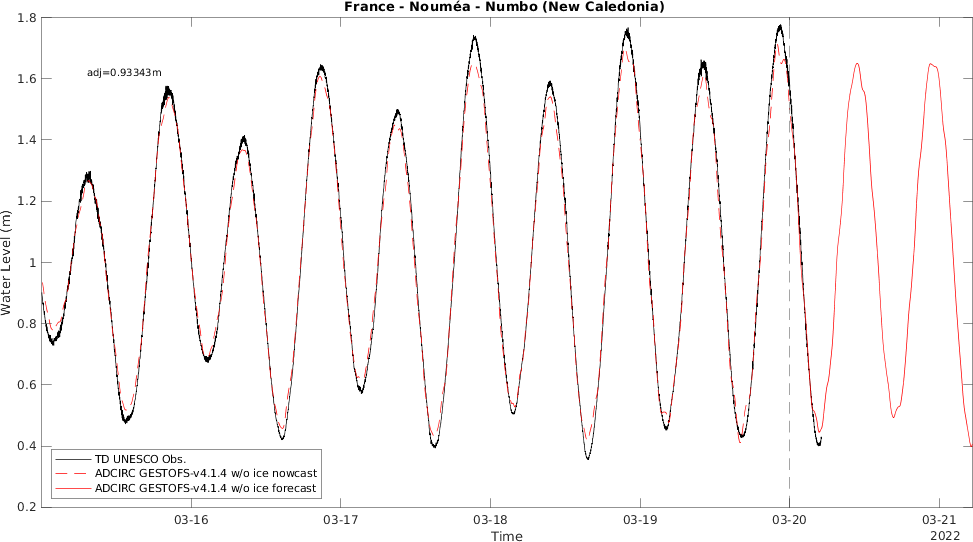 France - Nouméa - Numbo (New Caledonia)
adj=0.93343m
Water Level (m)
1.8
1.6
1.4
1.2
1
0.8
0.6
0.4
0.2
TD UNESCO Obs.
ADCIRC GESTOFS-v4.1.4 w/o ice nowcast
ADCIRC GESTOFS-v4.1.4 w/o ice forecast
03-16 03-17 03-18 03-19 03-20 03-21
Time 2022